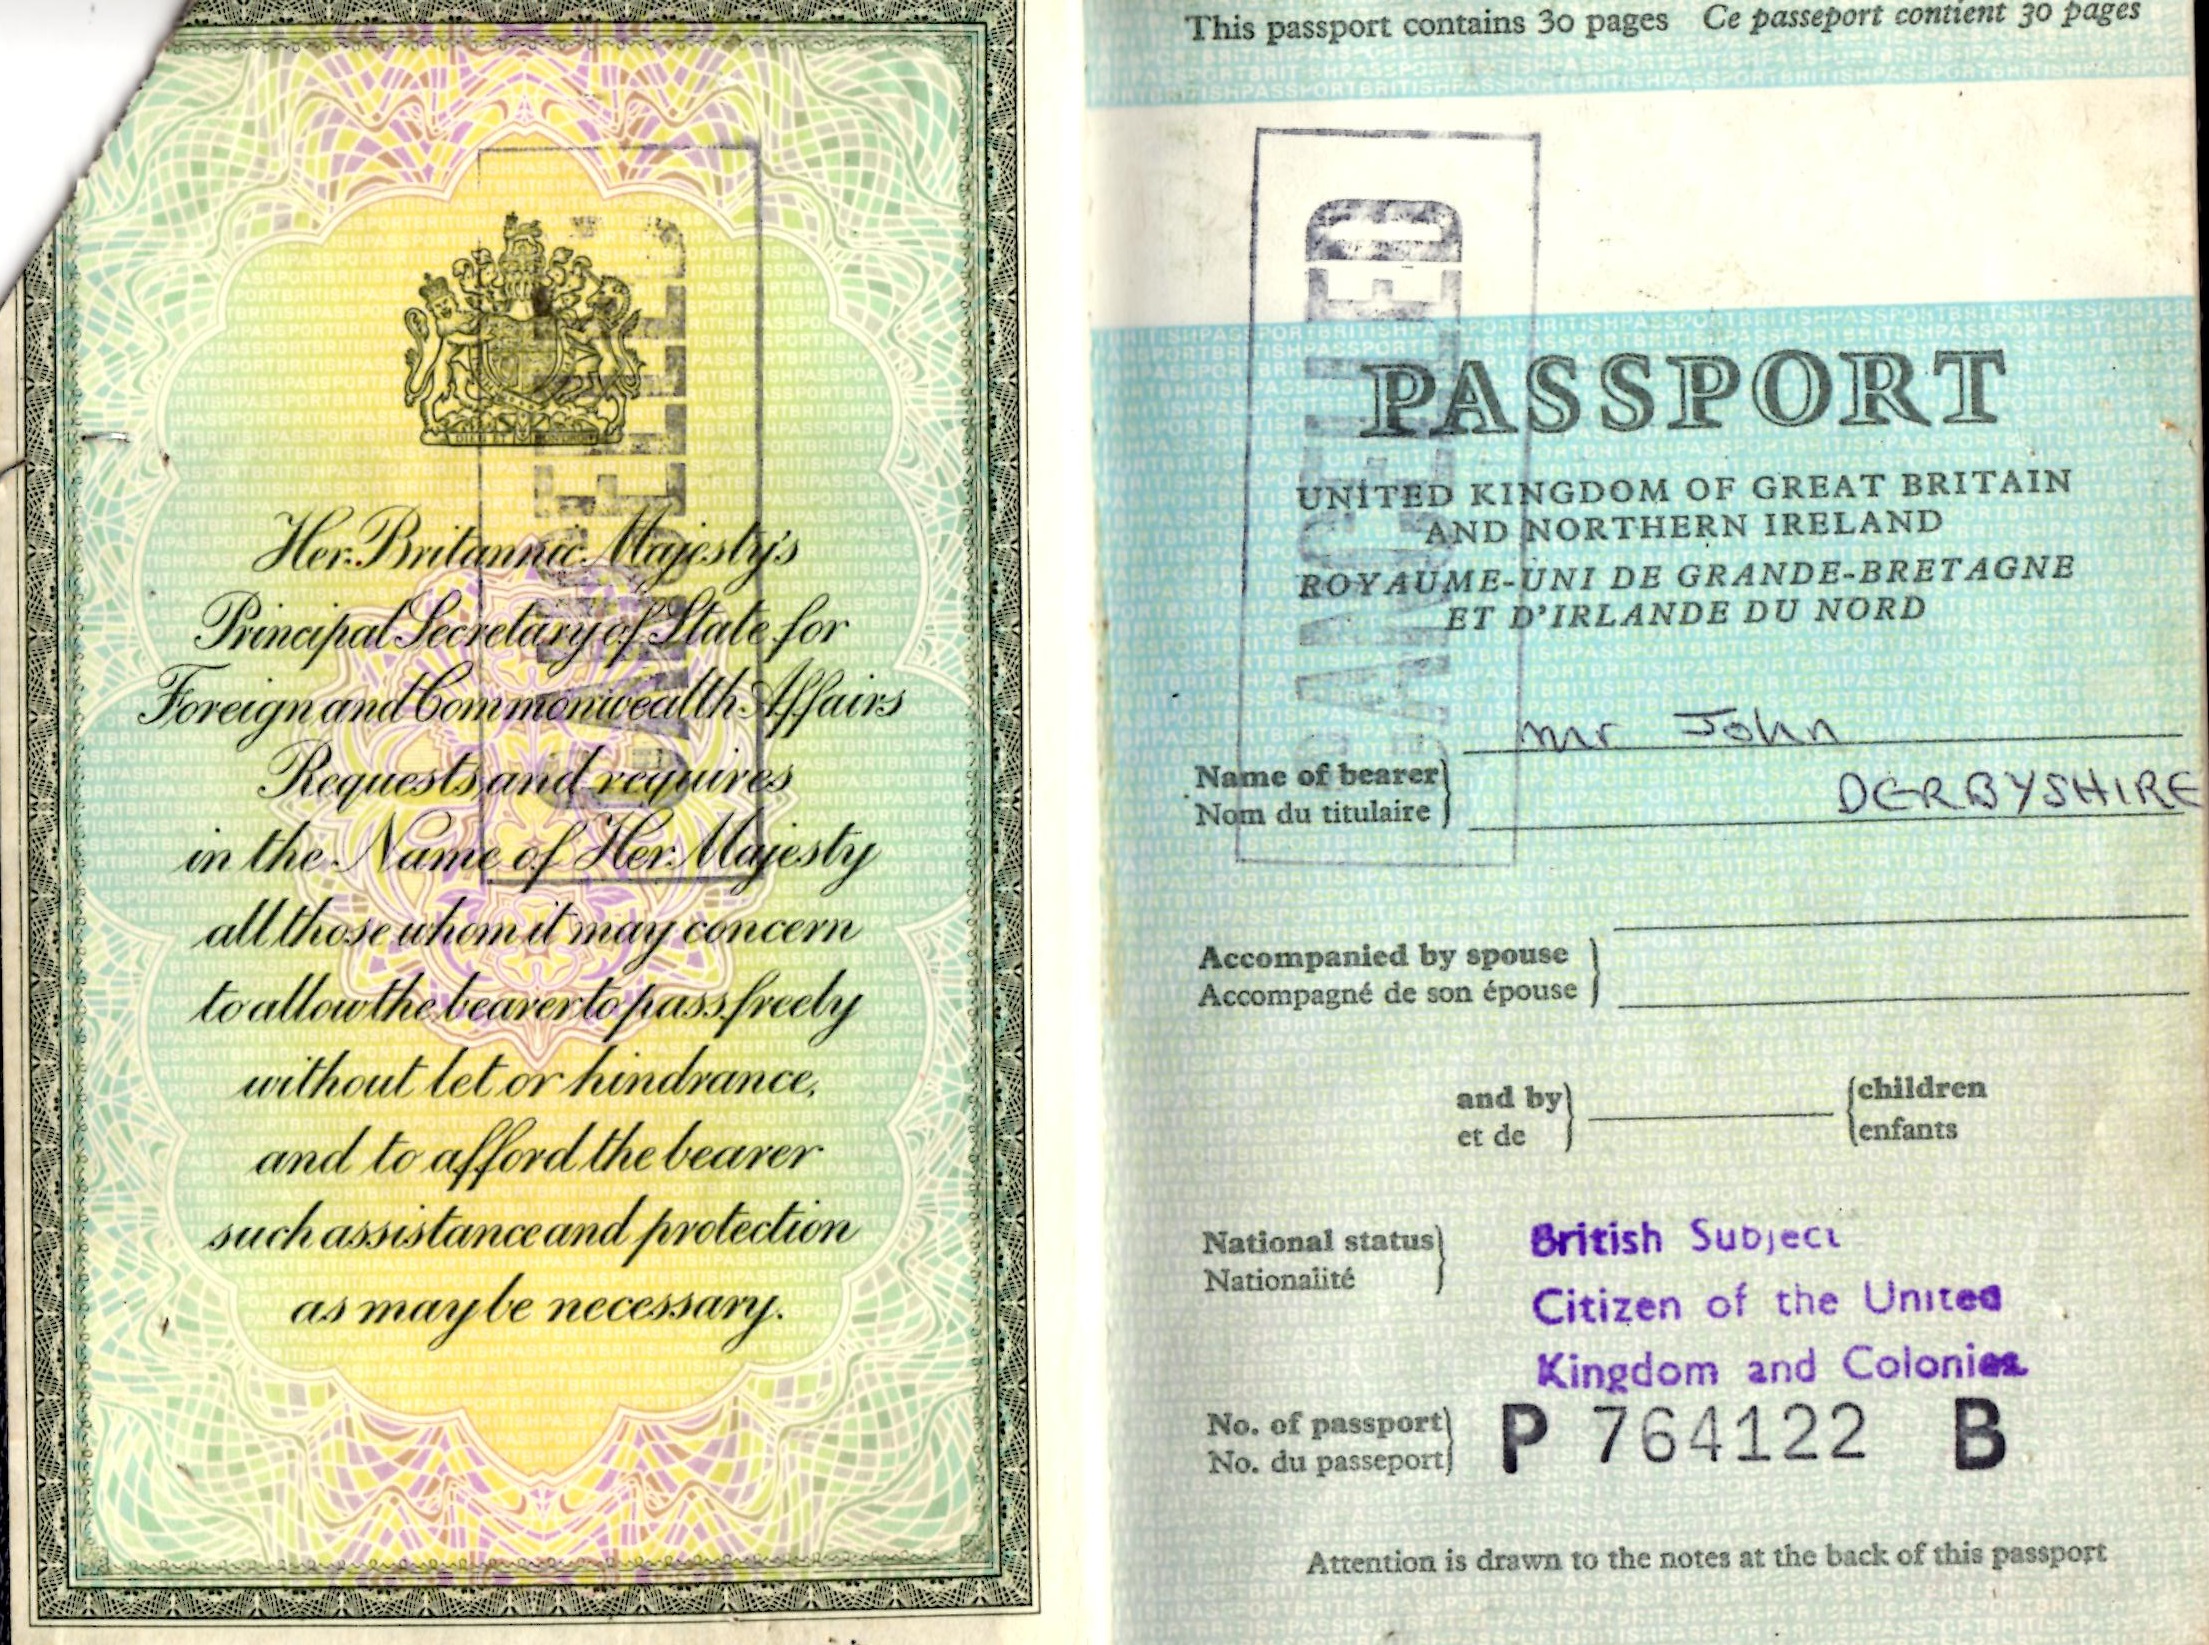 DIEU ET MON DROIT
CANCELLED
Her Britannic Majesty's
Principal Secretary of State for
Foreign and Commonwealth Affairs
Requests and requires
in the Name of Her Majesty
all those whom it may concern
to allow the bearer to pass freely
without let or hindrance,
and to afford the bearer
such assistance and protection
as may be necessary.
This passport contains 30 pages Ce passeport contient 30 pages
CANCELLED
PASSPORT
UNITED KINGDOM OF GREAT BRITAIN
AND NORTHERN IRELAND
ROYAUME-UNI DE GRANDE-BRETAGNE
ET D'IRLANDE DU NORD
Mr John
Name of bearer
DERBYSHIRE
Nom du titulaire
Accompanied by spouse
Accompagné de son épouse
and by children
et de enfants
National status British Subject
Nationalité
Citizen of the United
Kingdom and Colonies
No. of passport P 764122 B
No. du passeport
Attention is drawn to the notes at the back of this passport